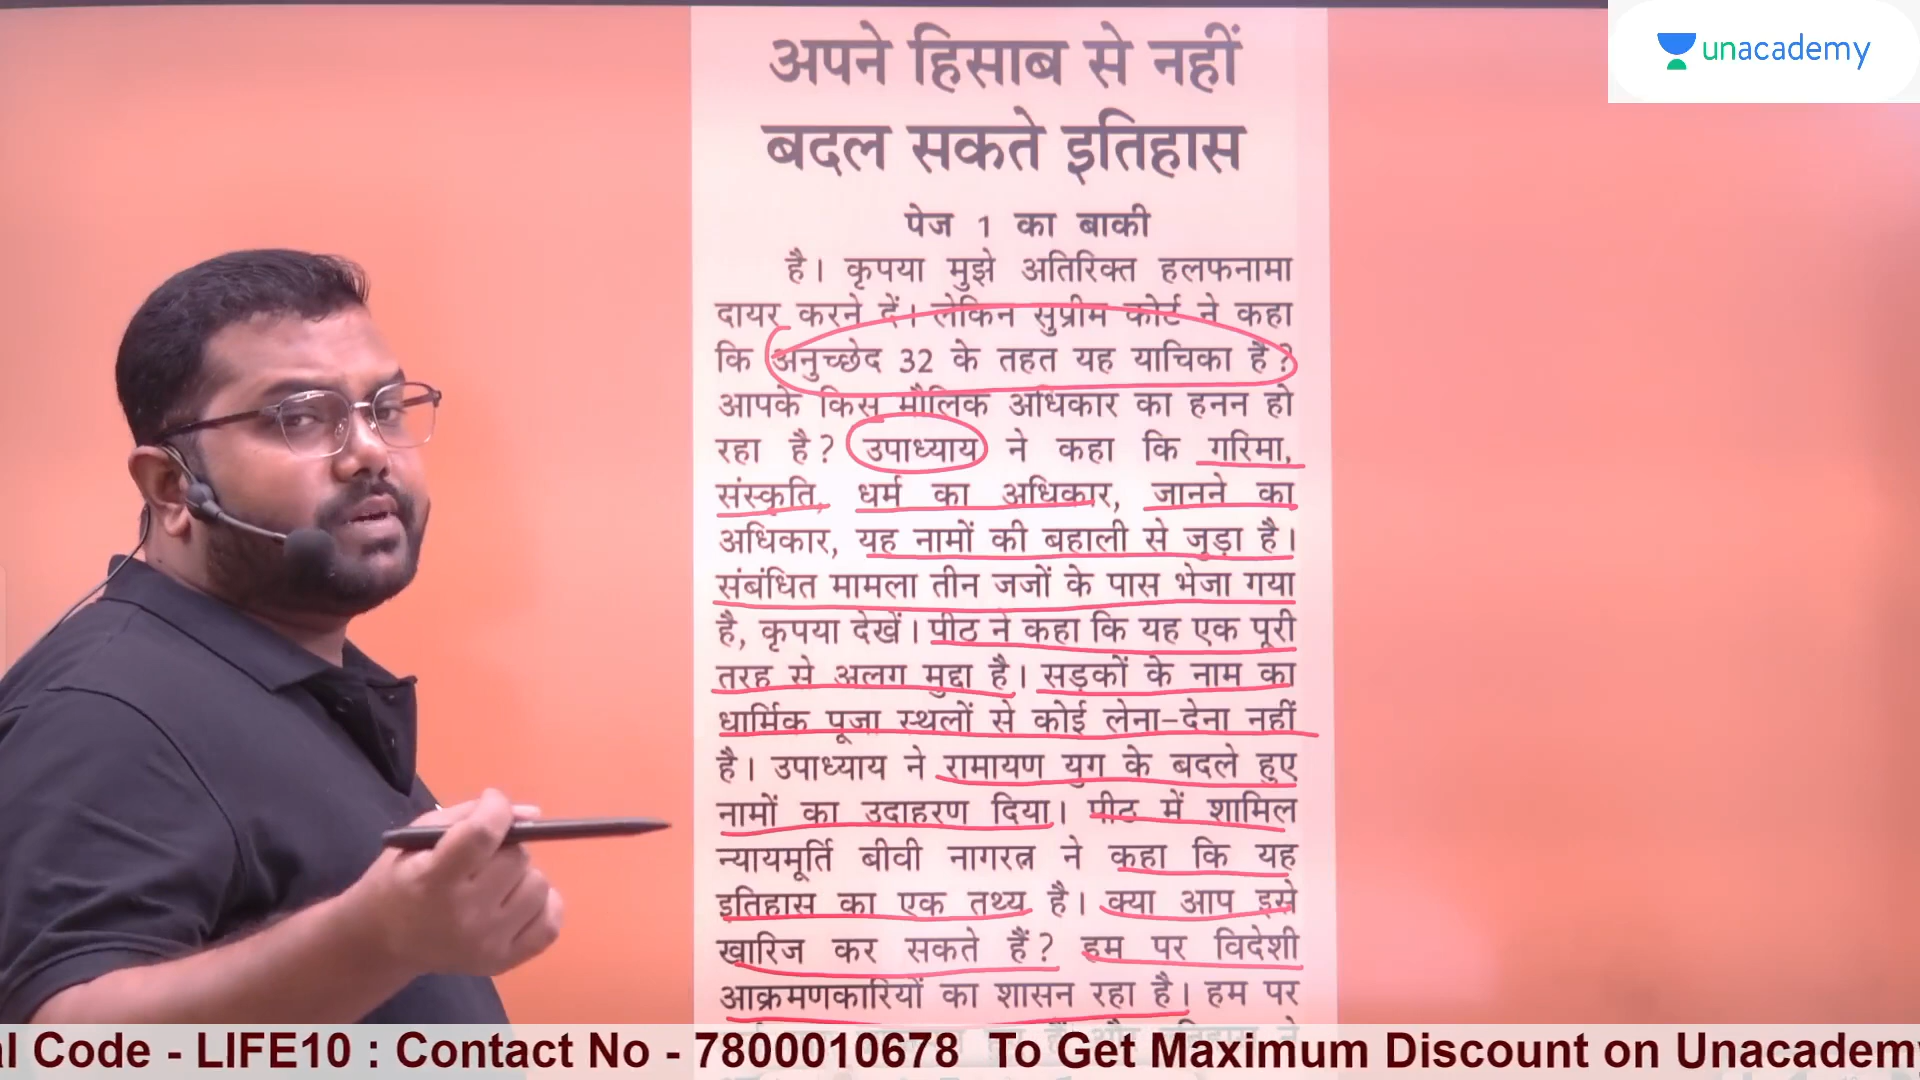 unacademy
अपने हिसाब से नहीं
बदल सकते इतिहास
पेज 1 का बाकी
है। कृपया मुझे अतिरिक्त हलफनामा
दायर करने दें। लेकिन सुप्रीम कोर्ट ने कहा
कि अनुच्छेद 32 के तहत यह याचिका है?
आपके किस मौलिक अधिकार का हनन हो
रहा है? उपाध्याय ने कहा कि गरिमा,
संस्कृति, धर्म का अधिकार, जानने का
अधिकार, यह नामों की बहाली से जुड़ा है।
संबंधित मामला तीन जजों के पास भेजा गया
है, कृपया देखें। पीठ ने कहा कि यह एक पूरी
तरह से अलग मुद्दा है। सड़कों के नाम का
धार्मिक पूजा स्थलों से कोई लेना-देना नहीं
है। उपाध्याय ने रामायण युग के बदले हुए
नामों का उदाहरण दिया। पीठ में शामिल
न्यायमूर्ति बीवी नागरत्न ने कहा कि यह
इतिहास का एक तथ्य है। क्या आप इसे
खारिज कर सकते हैं? हम पर विदेशी
आक्रमणकारियों का शासन रहा है। हम पर
Code - LIFE10 : Contact No - 7800010678 To Get Maximum Discount on Unacadem